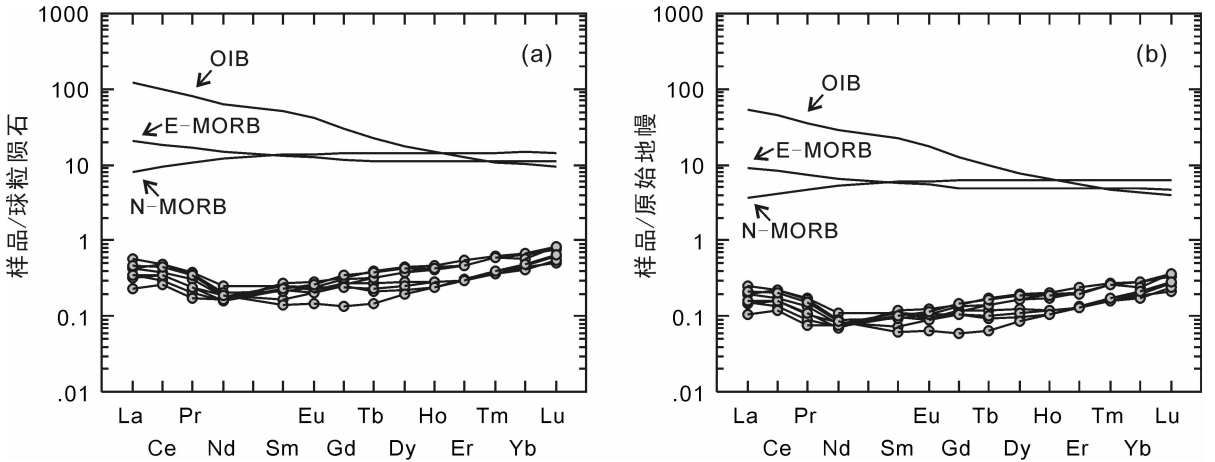 (a)
样品/球粒陨石
1000
100
10
1
0.1
.01
OIB
E-MORB
N-MORB
La Pr Eu Tb Ho Tm Lu
Ce Nd Sm Gd Dy Er Yb
(b)
样品/原始地幔
1000
100
10
1
0.1
.01
OIB
E-MORB
N-MORB
La Pr Eu Tb Ho Tm Lu
Ce Nd Sm Gd Dy Er Yb